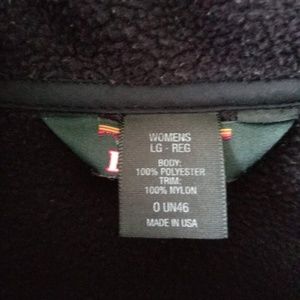 WOMENS
LG - REG
BODY:
100% POLYESTER
TRIM:
100% NYLON
0 UN46
MADE IN USA